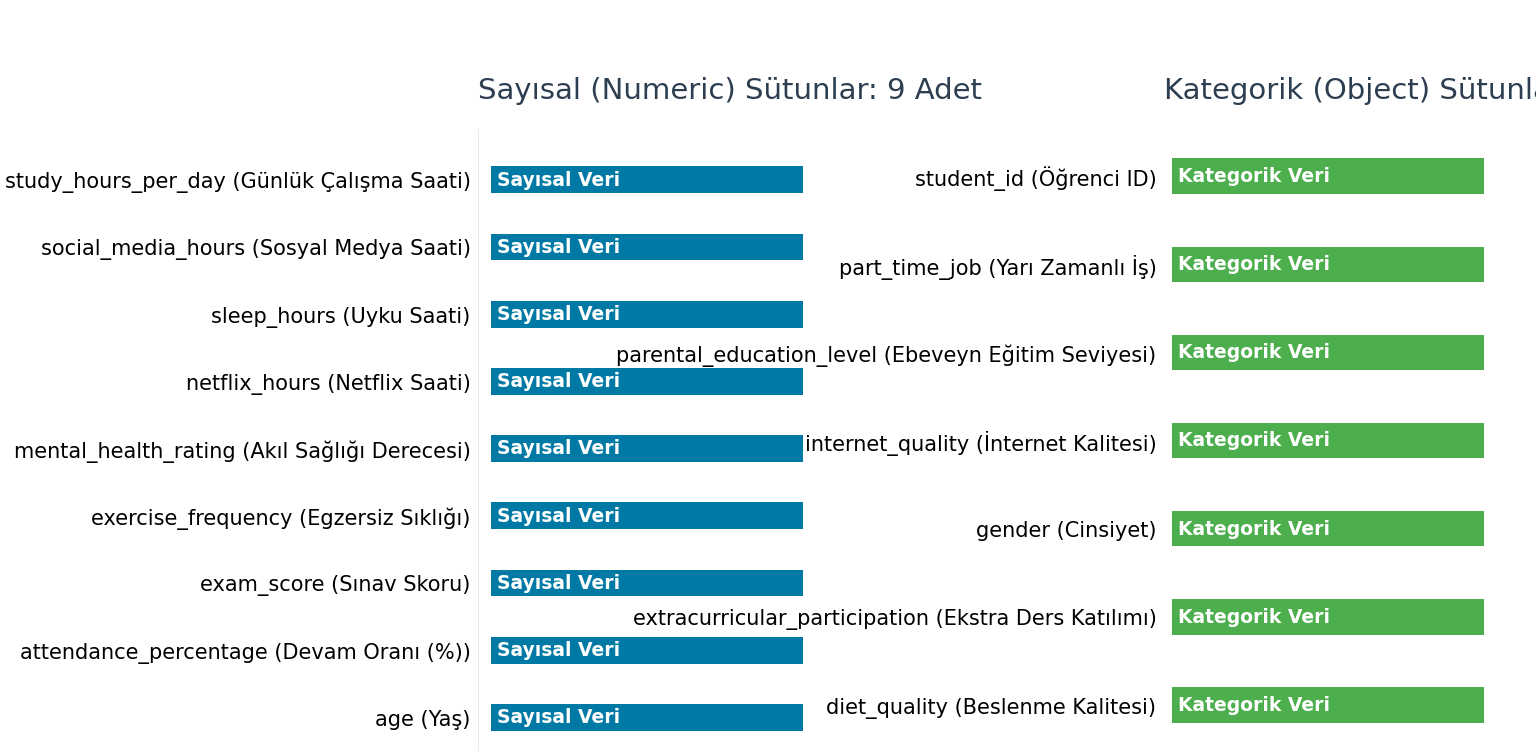 Sayısal (Numeric) Sütunlar: 9 Adet
study_hours_per_day (Günlük Çalışma Saati) Sayısal Veri
social_media_hours (Sosyal Medya Saati) Sayısal Veri
sleep_hours (Uyku Saati) Sayısal Veri
netflix_hours (Netflix Saati) Sayısal Veri
mental_health_rating (Akıl Sağlığı Derecesi) Sayısal Veri
exercise_frequency (Egzersiz Sıklığı) Sayısal Veri
exam_score (Sınav Skoru) Sayısal Veri
attendance_percentage (Devam Oranı (%)) Sayısal Veri
age (Yaş) Sayısal Veri
Kategorik (Object)
student_id (Öğrenci ID) Kategorik Veri
part_time_job (Yarı Zamanlı İş) Kategorik Veri
parental_education_level (Ebeveyn Eğitim Seviyesi) Kategorik Veri
internet_quality (İnternet Kalitesi) Kategorik Veri
gender (Cinsiyet) Kategorik Veri
extracurricular_participation (Ekstra Ders Katılımı) Kategorik Veri
diet_quality (Beslenme Kalitesi) Kategorik Veri